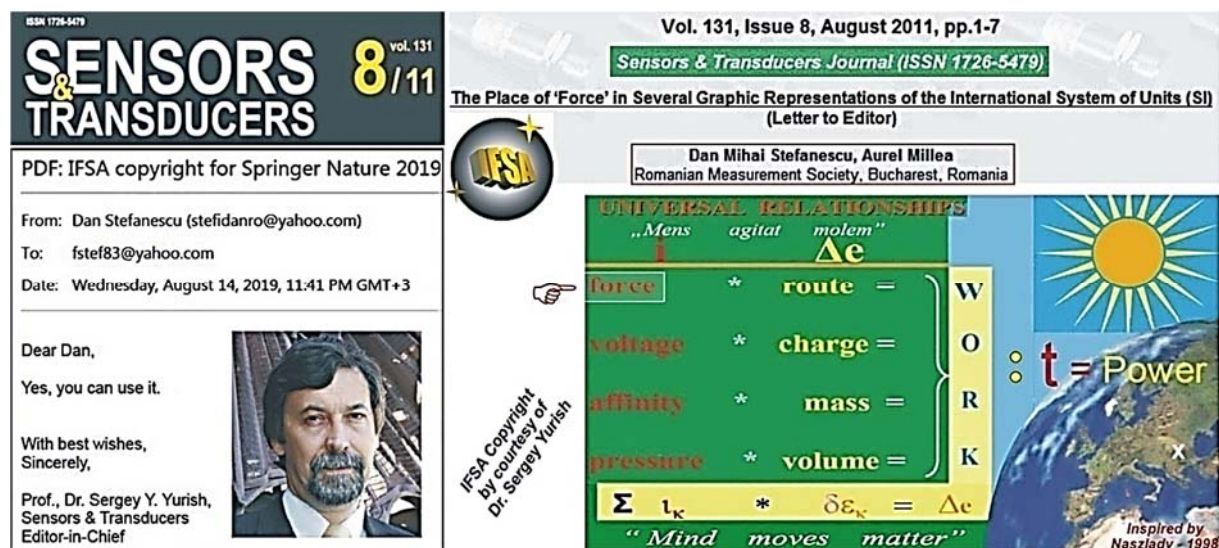 ISSN 1726-5479
SENSORS
&
TRANSDUCERS
vol. 131
8/11
PDF: IFSA copyright for Springer Nature 2019
From: Dan Stefanescu (stefidanro@yahoo.com)
To: fstef83@yahoo.com
Date: Wednesday, August 14, 2019, 11:41 PM GMT+3
Dear Dan,
Yes, you can use it.
With best wishes,
Sincerely,
Prof., Dr. Sergey Y. Yurish,
Sensors & Transducers
Editor-in-Chief
Vol. 131, Issue 8, August 2011, pp.1-7
Sensors & Transducers Journal (ISSN 1726-5479)
The Place of ‘Force’ in Several Graphic Representations of the International System of Units (SI)
(Letter to Editor)
IFSA
Dan Mihai Stefanescu, Aurel Millea
Romanian Measurement Society, Bucharest, Romania
IFSA Copyright
by courtesy of
Dr. Sergey Yurish
UNIVERSAL RELATIONSHIPS
„Mens agitat molem”
i Δe
force * route =
voltage * charge =
affinity * mass =
pressure * volume =
WORK
: t = Power
Σ ι_κ * δε_κ = Δe
“Mind moves matter”
X
Inspired by
Naszlady - 1998